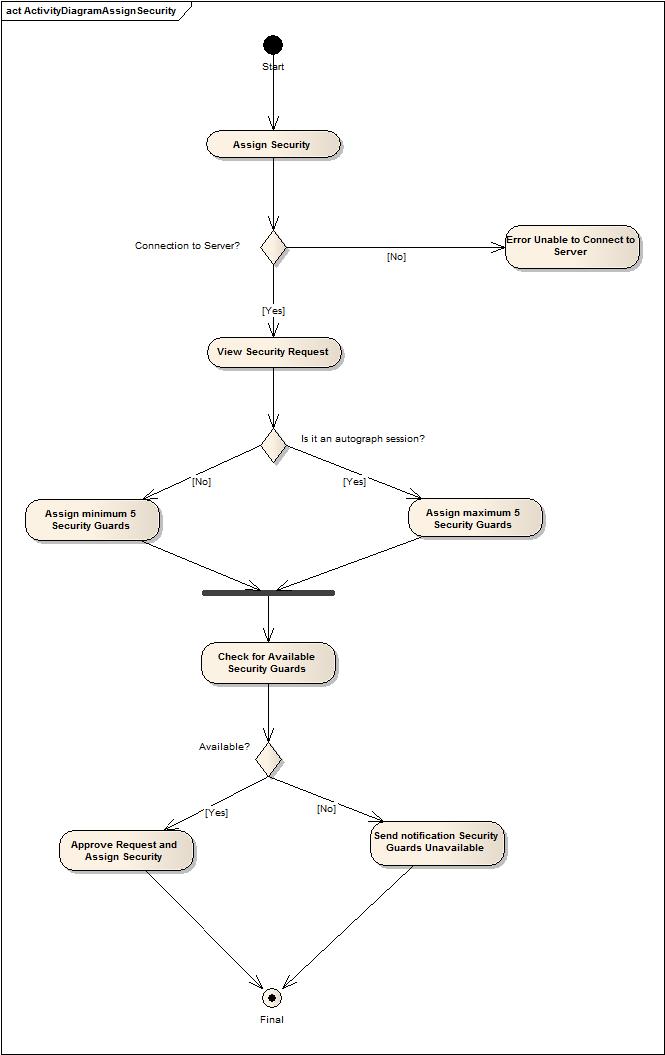 act ActivityDiagramAssignSecurity
Start
Assign Security
Connection to Server?
[No]
Error Unable to Connect to
Server
[Yes]
View Security Request
Is it an autograph session?
[No]
[Yes]
Assign minimum 5
Security Guards
Assign maximum 5
Security Guards
Check for Available
Security Guards
Available?
[Yes]
[No]
Approve Request and
Assign Security
Send notification Security
Guards Unavailable
Final